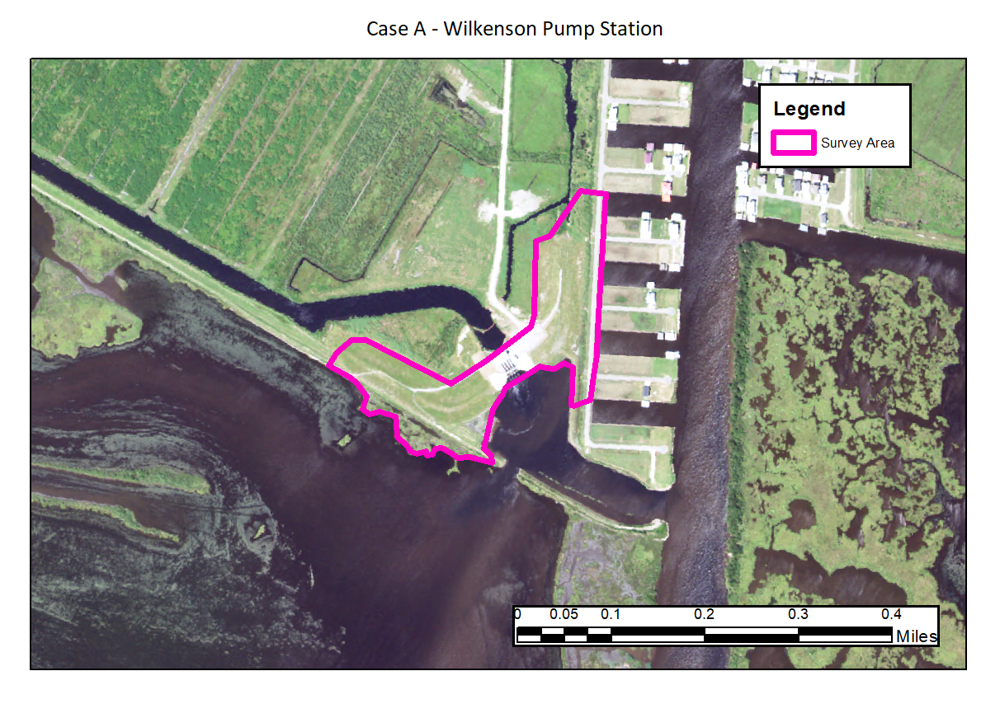 Case A - Wilkenson Pump Station
Legend
Survey Area
0 0.05 0.1 0.2 0.3 0.4
Miles